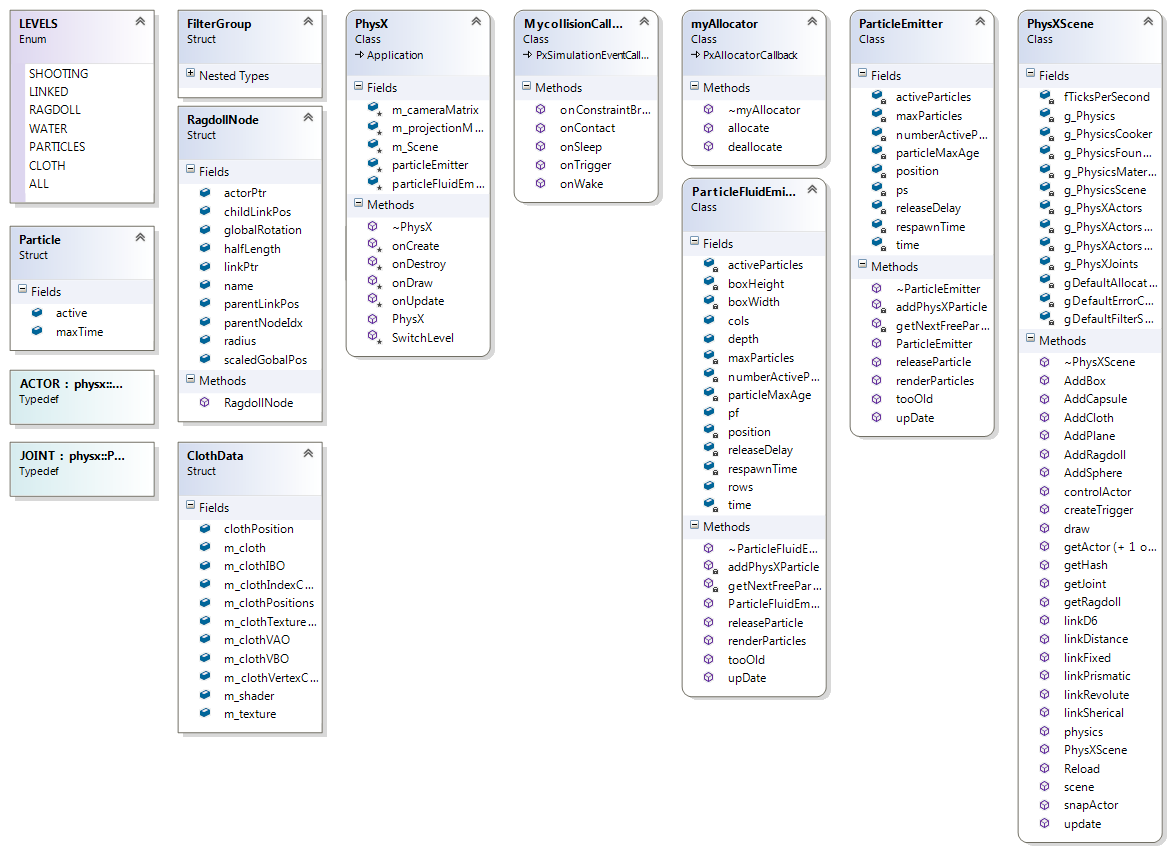 LEVELS
Enum
SHOOTING
LINKED
RAGDOLL
WATER
PARTICLES
CLOTH
ALL
Particle
Struct
Fields
active
maxTime
ACTOR : physx::...
Typedef
JOINT : physx::P...
Typedef
FilterGroup
Struct
Nested Types
RagdollNode
Struct
Fields
actorPtr
childLinkPos
globalRotation
halfLength
linkPtr
name
parentLinkPos
parentNodeIdx
radius
scaledGobalPos
Methods
RagdollNode
ClothData
Struct
Fields
clothPosition
m_cloth
m_clothIBO
m_clothIndexC...
m_clothPositions
m_clothTexture...
m_clothVAO
m_clothVBO
m_clothVertexC...
m_shader
m_texture
PhysX
Class
Application
Fields
m_cameraMatrix
m_projectionM...
m_Scene
particleEmitter
particleFluidEm...
Methods
~PhysX
onCreate
onDestroy
onDraw
onUpdate
PhysX
SwitchLevel
MycollisionCall...
Class
PxSimulationEventCall...
Methods
onConstraintBr...
onContact
onSleep
onTrigger
onWake
myAllocator
Class
PxAllocatorCallback
Methods
~myAllocator
allocate
deallocate
ParticleFluidEmi...
Class
Fields
activeParticles
boxHeight
boxWidth
cols
depth
maxParticles
numberActiveP...
particleMaxAge
pf
position
releaseDelay
respawnTime
rows
time
Methods
~ParticleFluidE...
addPhysXParticle
getNextFreePar...
ParticleFluidEm...
releaseParticle
renderParticles
tooOld
upDate
ParticleEmitter
Class
Fields
activeParticles
maxParticles
numberActiveP...
particleMaxAge
position
ps
releaseDelay
respawnTime
time
Methods
~ParticleEmitter
addPhysXParticle
getNextFreePar...
ParticleEmitter
releaseParticle
renderParticles
tooOld
upDate
PhysXScene
Class
Fields
fTicksPerSecond
g_Physics
g_PhysicsCooker
g_PhysicsFoun...
g_PhysicsMater...
g_PhysicsScene
g_PhysXActors
g_PhysXActors...
g_PhysXActors...
g_PhysXJoints
gDefaultAllocat...
gDefaultErrorC...
gDefaultFilterS...
Methods
~PhysXScene
AddBox
AddCapsule
AddCloth
AddPlane
AddRagdoll
AddSphere
controlActor
createTrigger
draw
getActor (+ 1 o...
getHash
getJoint
getRagdoll
linkD6
linkDistance
linkFixed
linkPrismatic
linkRevolute
linkSherical
physics
PhysXScene
Reload
scene
snapActor
update